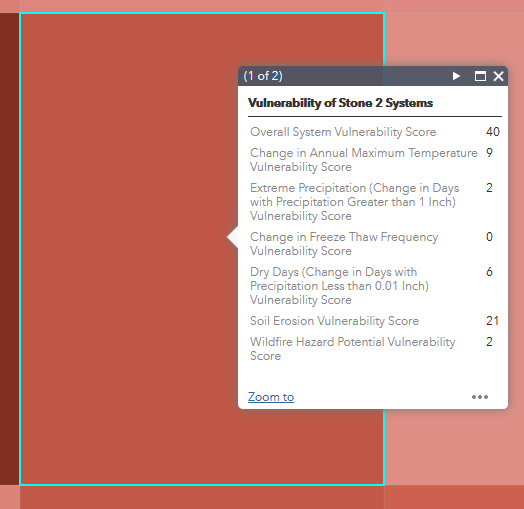 (1 of 2)
Vulnerability of Stone 2 Systems
Overall System Vulnerability Score 40
Change in Annual Maximum Temperature 9
Vulnerability Score
Extreme Precipitation (Change in Days 2
with Precipitation Greater than 1 Inch)
Vulnerability Score
Change in Freeze Thaw Frequency 0
Vulnerability Score
Dry Days (Change in Days with 6
Precipitation Less than 0.01 Inch)
Vulnerability Score
Soil Erosion Vulnerability Score 21
Wildfire Hazard Potential Vulnerability 2
Score
Zoom to